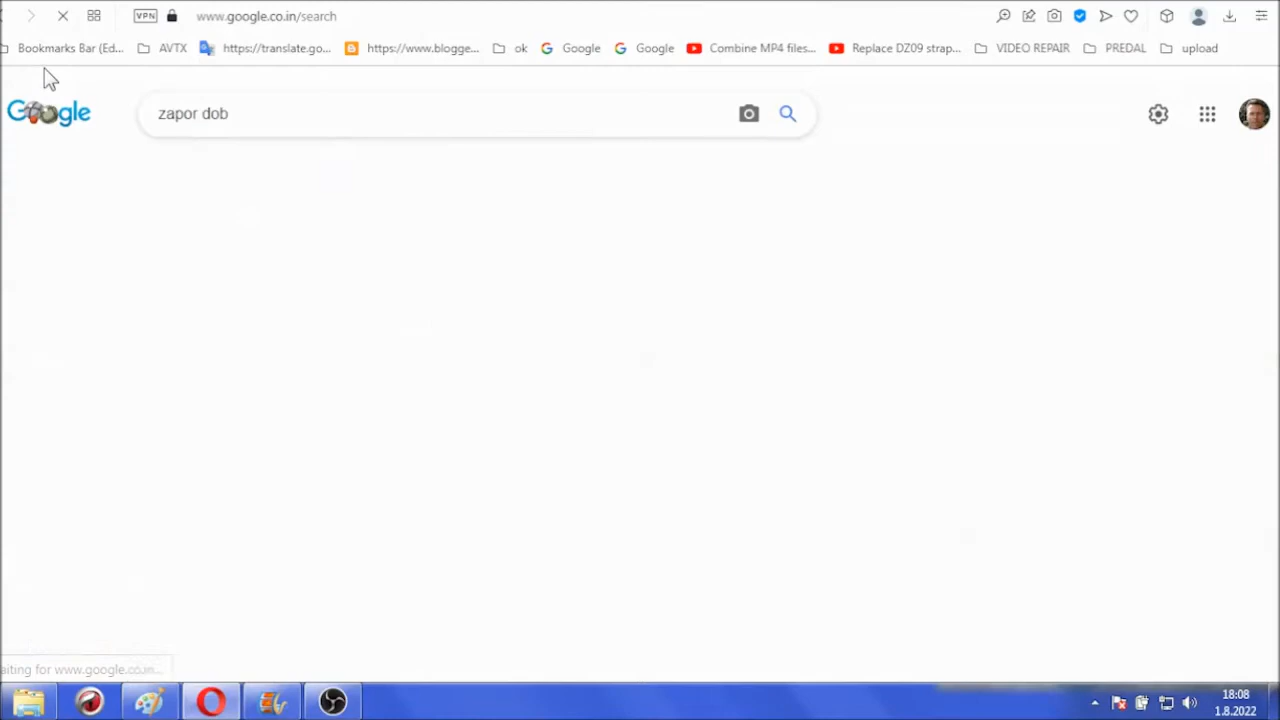 VPN www.google.co.in/search
Bookmarks Bar (Ed... AVTX https://translate.go... https://www.blogge... ok Google Google Combine MP4 files... Replace DZ09 strap... VIDEO REPAIR PREDAL upload
Google zapor dob
aiting for www.google.co.in...
18:08
1.8.2022